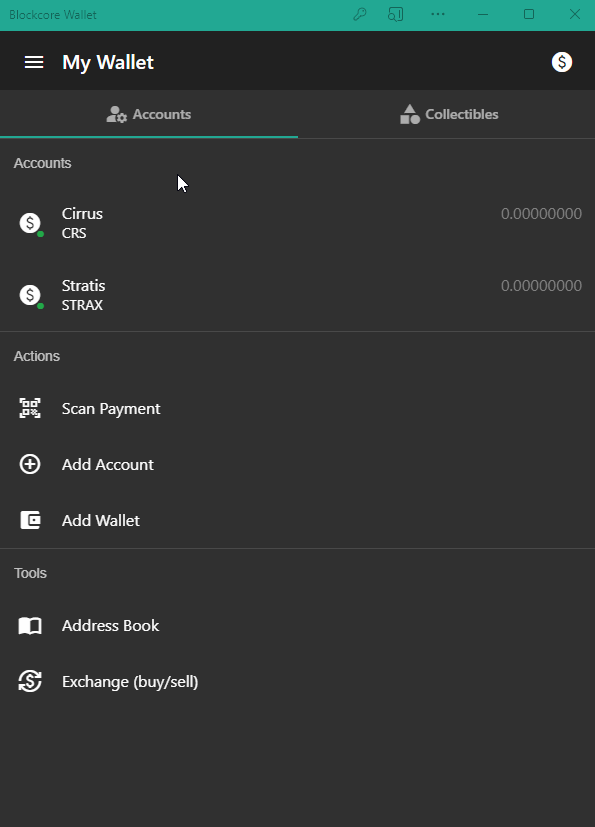 Blockcore Wallet
My Wallet
Accounts
Collectibles
Accounts
Cirrus
0.00000000
CRS
Stratis
0.00000000
STRAX
Actions
Scan Payment
Add Account
Add Wallet
Tools
Address Book
Exchange (buy/sell)